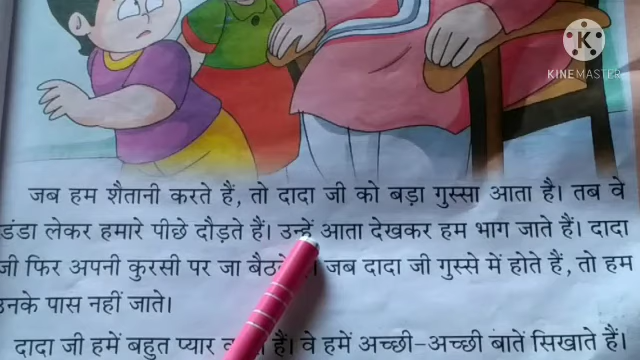 KINEMASTER
जब हम शैतानी करते हैं, तो दादा जी को बड़ा गुस्सा आता है। तब वे
डंडा लेकर हमारे पीछे दौड़ते हैं। उन्हें आता देखकर हम भाग जाते हैं। दादा
जी फिर अपनी कुरसी पर जा जब दादा जी गुस्से में होते हैं, तो हम
उनके पास नहीं जाते।
दादा जी हमें बहुत प्यार हैं। वे हमें अच्छी-अच्छी बातें सिखाते हैं।